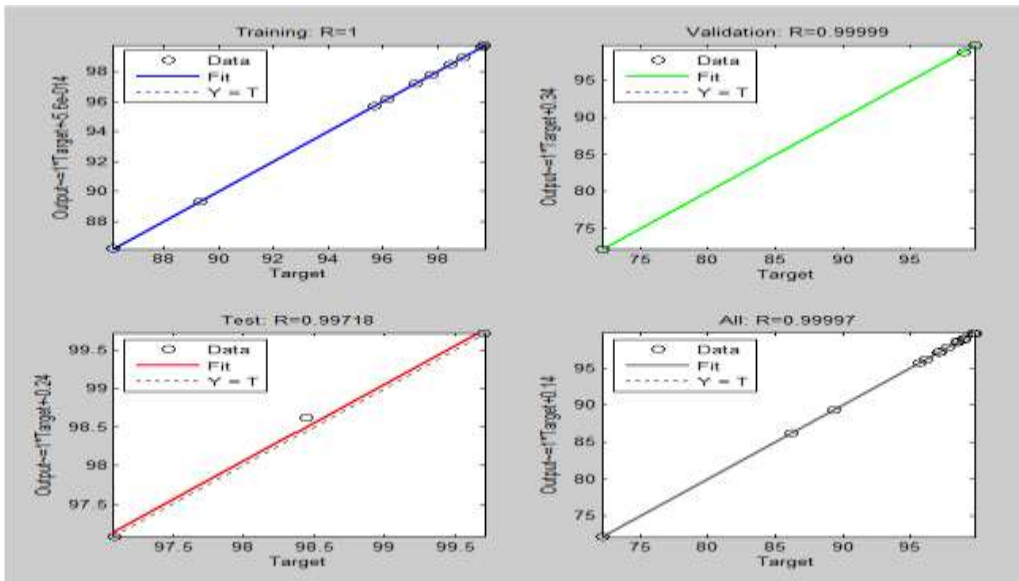 Training: R=1
Data
Fit
Y = T
98
96
94
92
90
88
88
90
92
94
96
98
Target
Output~=1*Target+-5.6e-014
Validation: R=0.99999
Data
Fit
Y = T
95
90
85
80
75
75
80
85
90
95
Target
Output~=1*Target+0.34
Test: R=0.99718
Data
Fit
Y = T
99.5
99
98.5
98
97.5
97.5
98
98.5
99
99.5
Target
Output~=1*Target+-0.24
All: R=0.99997
Data
Fit
Y = T
95
90
85
80
75
75
80
85
90
95
Target
Output~=1*Target+0.14